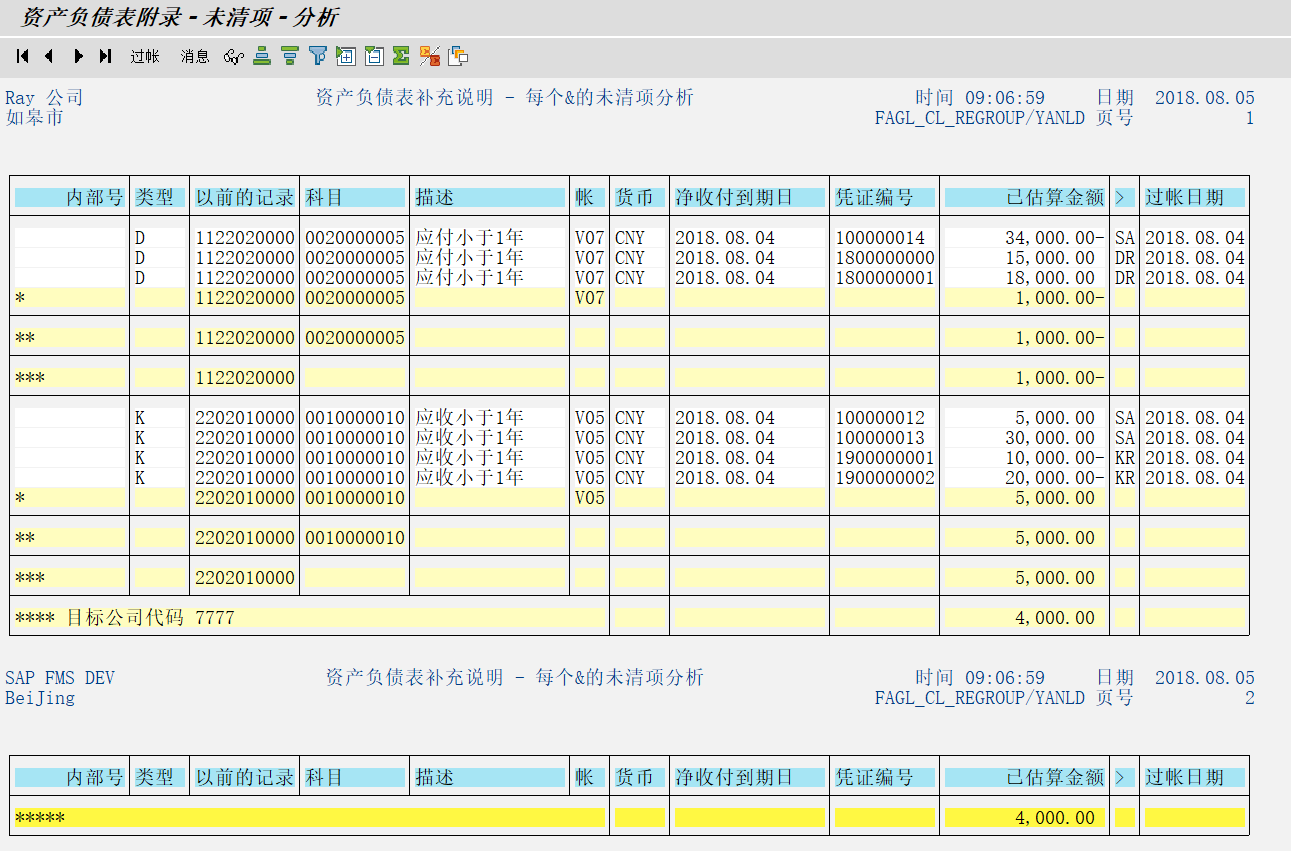 资产负债表附录 - 未清项 - 分析
过帐 消息
Ray 公司 资产负债表补充说明 - 每个&的未清项分析 时间 09:06:59 日期 2018.08.05
如皋市 FAGL_CL_REGROUP/YANLD 页号 1
内部号 类型 以前的记录 科目 描述 帐 货币 净收付到期日 凭证编号 已估算金额 > 过帐日期
D 1122020000 0020000005 应付小于1年 V07 CNY 2018.08.04 100000014 34,000.00- SA 2018.08.04
D 1122020000 0020000005 应付小于1年 V07 CNY 2018.08.04 1800000000 15,000.00 DR 2018.08.04
D 1122020000 0020000005 应付小于1年 V07 CNY 2018.08.04 1800000001 18,000.00 DR 2018.08.04
* 1122020000 0020000005 V07 1,000.00-
** 1122020000 0020000005 1,000.00-
*** 1122020000 1,000.00-
K 2202010000 0010000010 应收小于1年 V05 CNY 2018.08.04 100000012 5,000.00 SA 2018.08.04
K 2202010000 0010000010 应收小于1年 V05 CNY 2018.08.04 100000013 30,000.00 SA 2018.08.04
K 2202010000 0010000010 应收小于1年 V05 CNY 2018.08.04 1900000001 10,000.00- KR 2018.08.04
K 2202010000 0010000010 应收小于1年 V05 CNY 2018.08.04 1900000002 20,000.00- KR 2018.08.04
* 2202010000 0010000010 V05 5,000.00
** 2202010000 0010000010 5,000.00
*** 2202010000 5,000.00
**** 目标公司代码 7777 4,000.00
SAP FMS DEV 资产负债表补充说明 - 每个&的未清项分析 时间 09:06:59 日期 2018.08.05
BeiJing FAGL_CL_REGROUP/YANLD 页号 2
内部号 类型 以前的记录 科目 描述 帐 货币 净收付到期日 凭证编号 已估算金额 > 过帐日期
***** 4,000.00